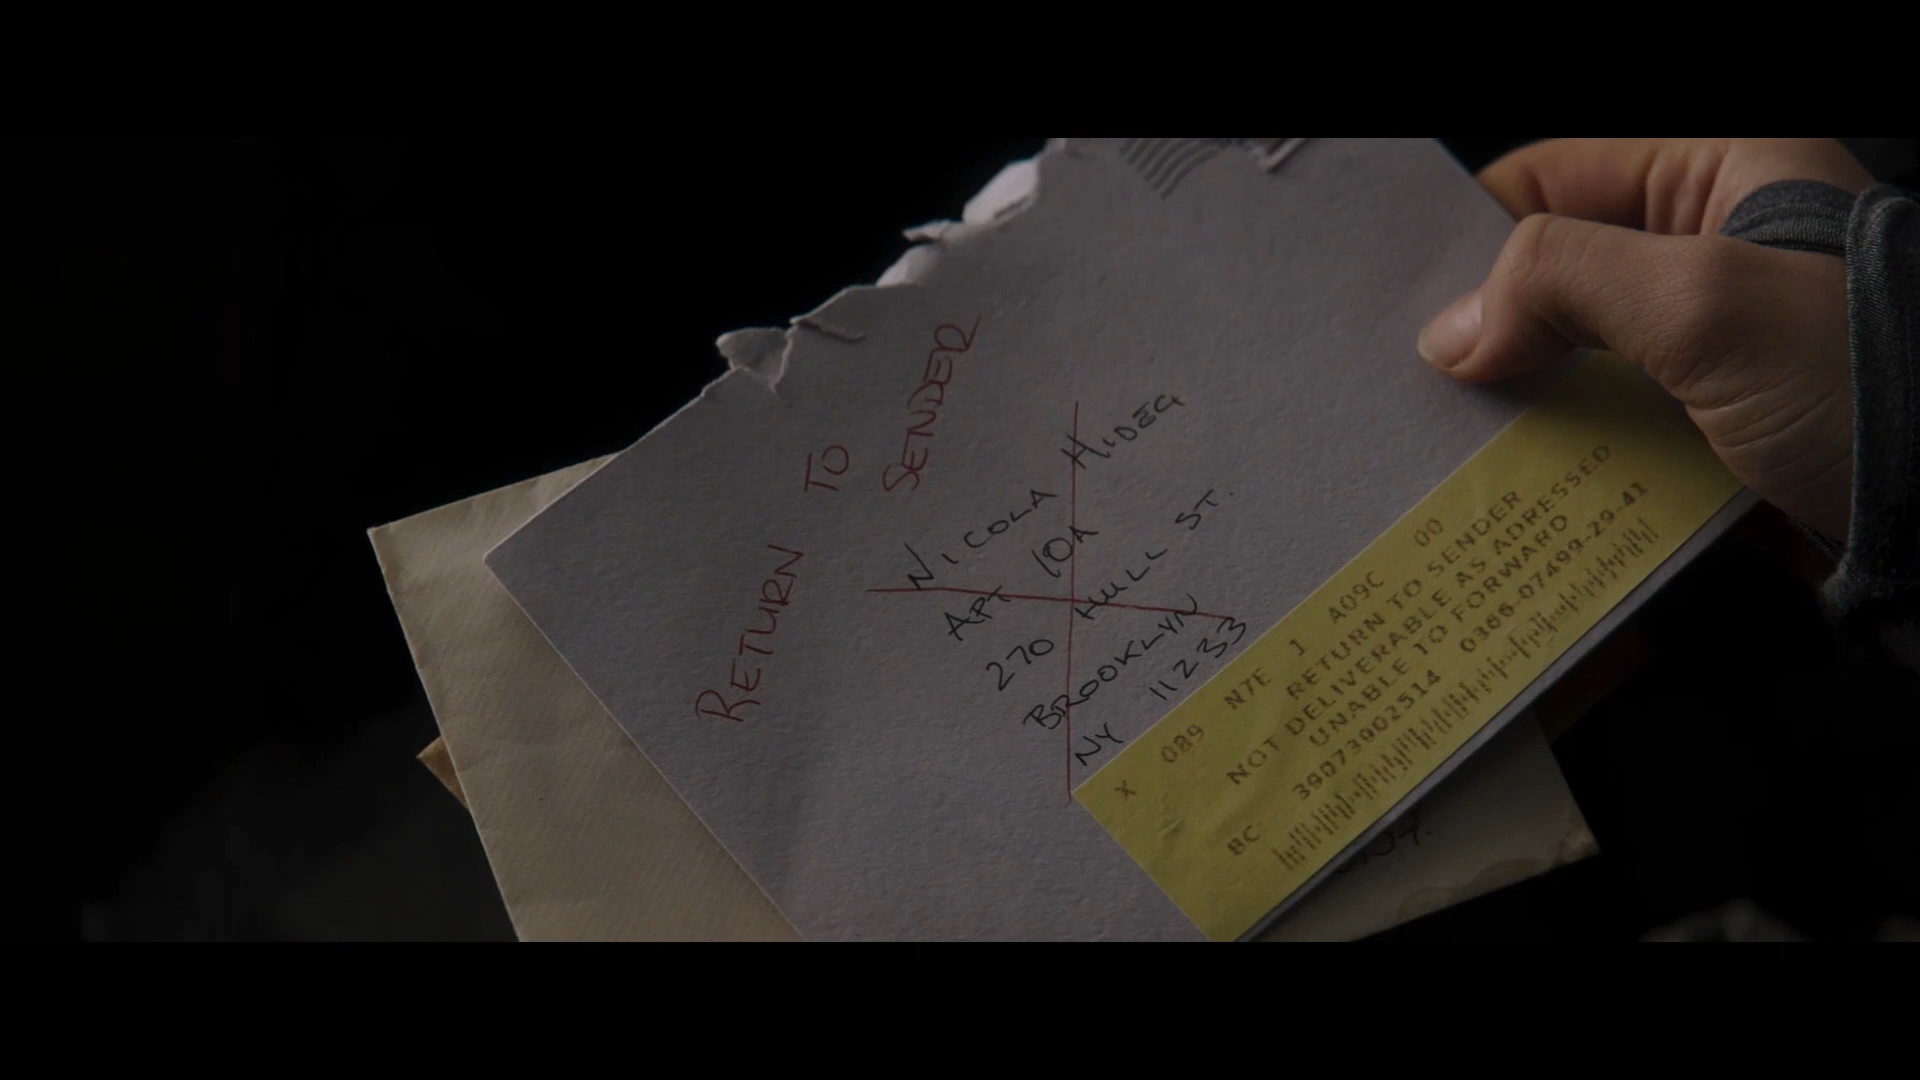 RETURN TO SENDER
NICOLA HIDEG
APT 10A
270 HULL ST.
BROOKLYN
NY 11233
X 089 N7E 1 A09C 00
RETURN TO SENDER
NOT DELIVERABLE AS ADRESSED
UNABLE TO FORWARD
8C 39073902514 0366-07499-29-41
NY.